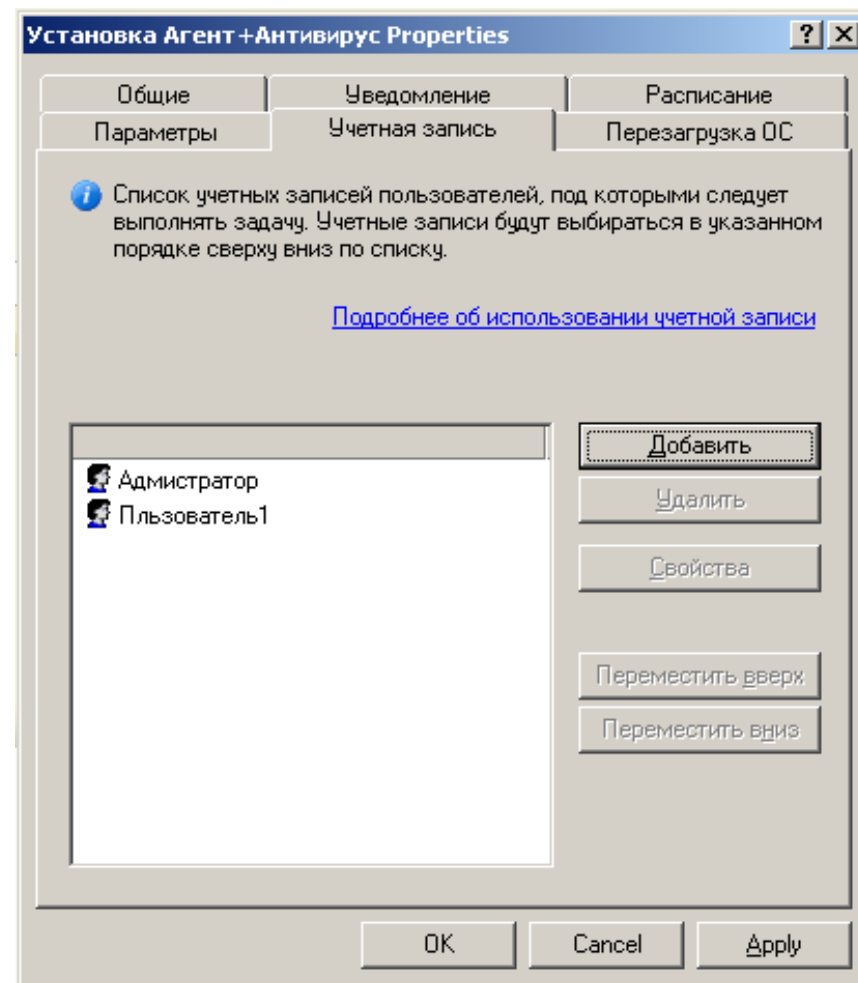 Установка Агент+Антивирус Properties
Общие Уведомление Расписание
Параметры Учетная запись Перезагрузка ОС
Список учетных записей пользователей, под которыми следует
выполнять задачу. Учетные записи будут выбираться в указанном
порядке сверху вниз по списку.
Подробнее об использовании учетной записи
Добавить
Адмистратор
Удалить
Пльзователь1
Свойства
Переместить вверх
Переместить вниз
OK Cancel Apply